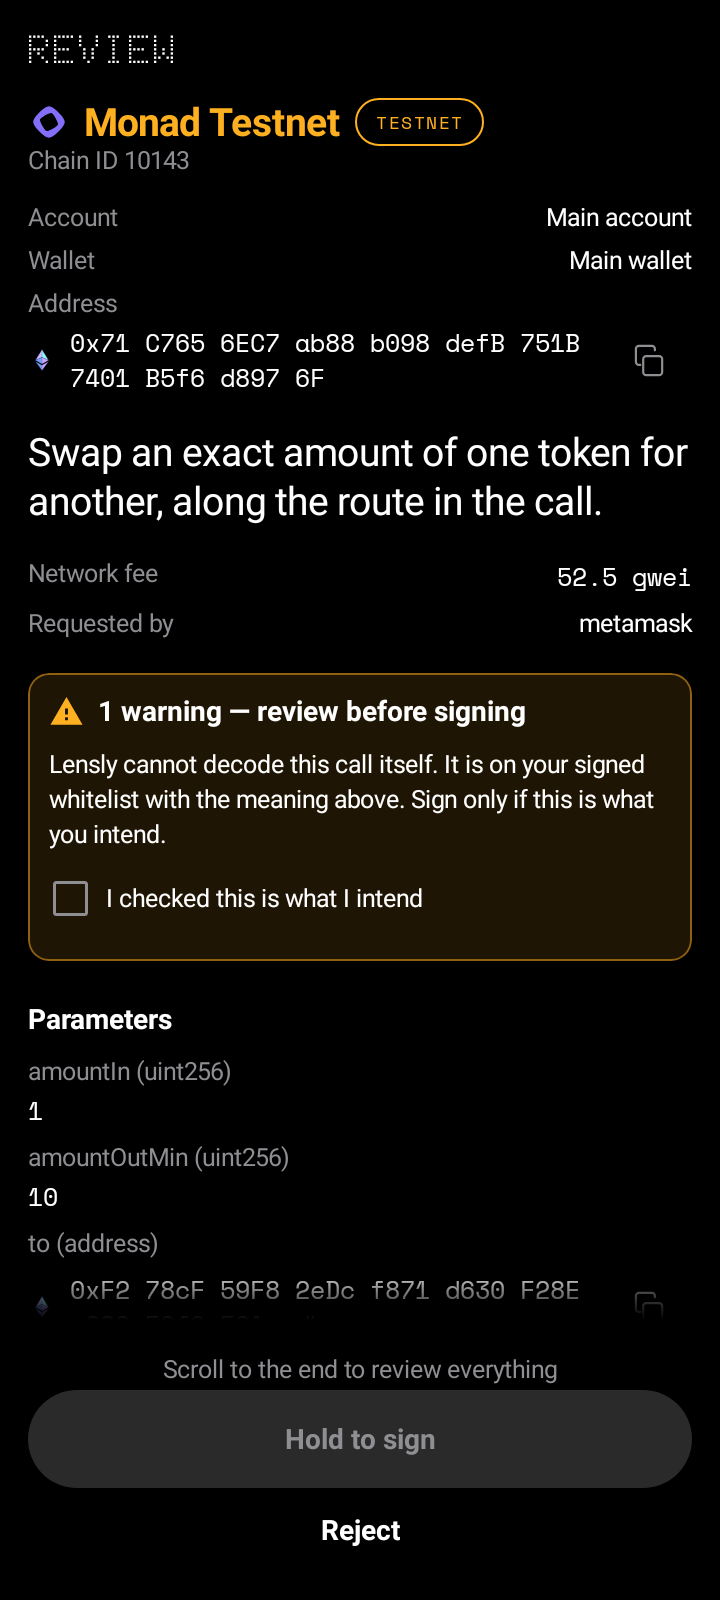 REVIEW
Monad Testnet TESTNET
Chain ID 10143
Account Main account
Wallet Main wallet
Address
0x71 C765 6EC7 ab88 b098 defB 751B
7401 B5f6 d897 6F
Swap an exact amount of one token for
another, along the route in the call.
Network fee 52.5 gwei
Requested by metamask
1 warning — review before signing
Lensly cannot decode this call itself. It is on your signed
whitelist with the meaning above. Sign only if this is what
you intend.
I checked this is what I intend
Parameters
amountIn (uint256)
1
amountOutMin (uint256)
10
to (address)
0xF2 78cF 59F8 2eDc f871 d630 F28E
Scroll to the end to review everything
Hold to sign
Reject